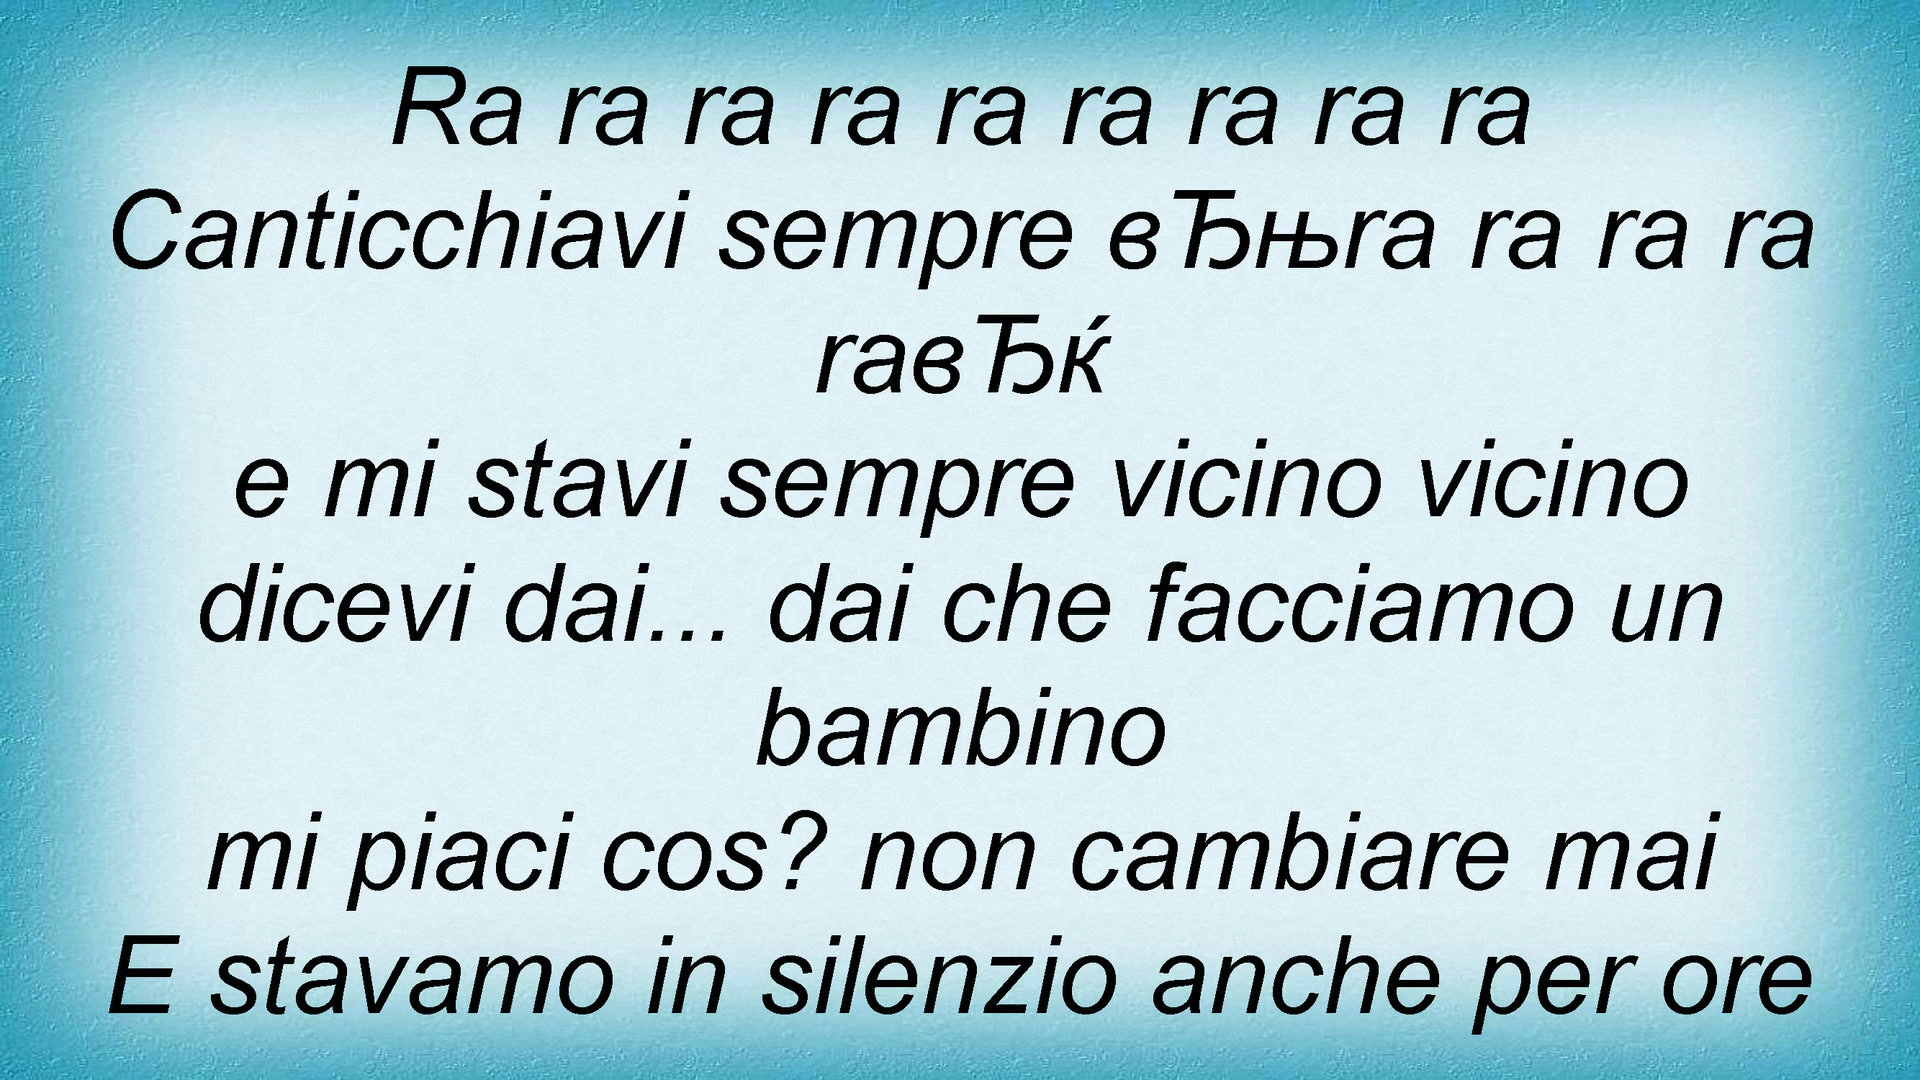 Ra ra ra ra ra ra ra ra ra
Canticchiavi sempre вЂњra ra ra ra
raвЂќ
e mi stavi sempre vicino vicino
dicevi dai... dai che facciamo un
bambino
mi piaci cos? non cambiare mai
E stavamo in silenzio anche per ore